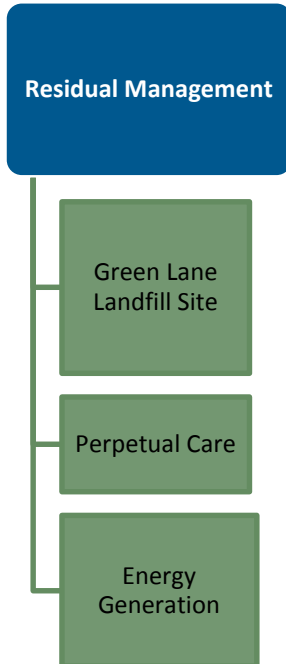 Residual Management
Green Lane
Landfill Site
Perpetual Care
Energy
Generation